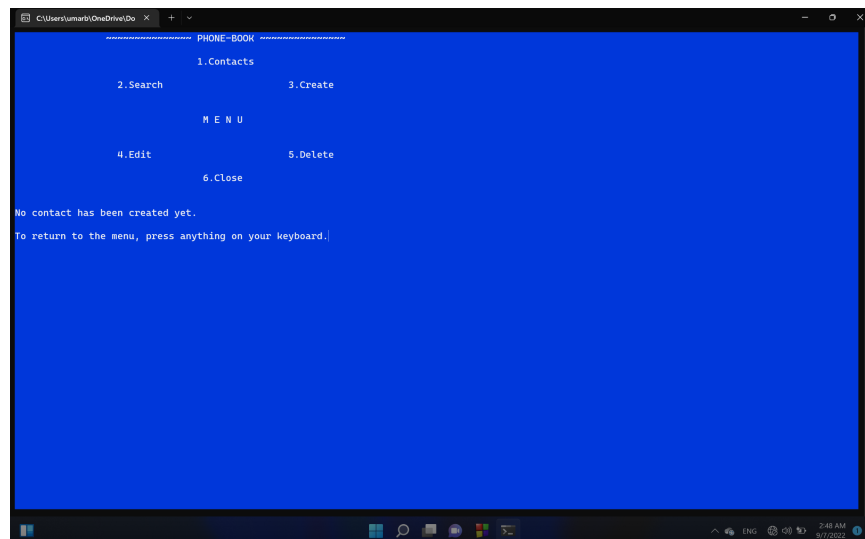 C:\Users\umarb\OneDrive\Do
~~~~~~~~~~~~~~~ PHONE-BOOK ~~~~~~~~~~~~~~~
1.Contacts
2.Search 3.Create
M E N U
4.Edit 5.Delete
6.Close
No contact has been created yet.
To return to the menu, press anything on your keyboard.
ENG
2:48 AM
9/7/2022
1